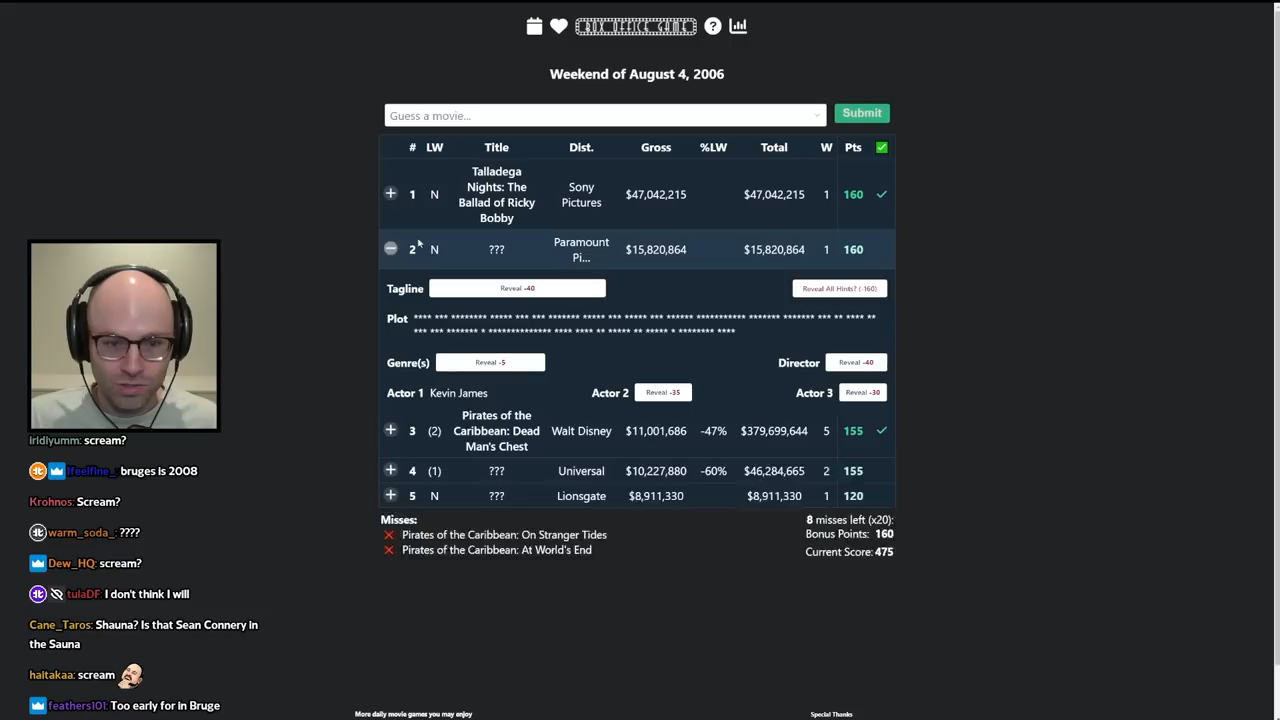 BOX OFFICE GAME
Weekend of August 4, 2006
Guess a movie...
Submit
# LW Title Dist. Gross %LW Total W Pts
1 N Talladega Nights: The Ballad of Ricky Bobby Sony Pictures $47,042,215 $47,042,215 1 160
2 N ??? Paramount Pi... $15,820,864 $15,820,864 1 160
Tagline Reveal -40 Reveal All Hints? (-160)
Plot **** *** ******** ***** *** *** ******* ***** *** ***** *** ****** *********** ******* ******* *** ** **** **
*** *** ******* * *************** **** **** ** ***** ** ***** * ******** ****
Genre(s) Reveal -5 Director Reveal -40
Actor 1 Kevin James Actor 2 Reveal -35 Actor 3 Reveal -30
3 (2) Pirates of the Caribbean: Dead Man's Chest Walt Disney $11,001,686 -47% $379,699,644 5 155
4 (1) ??? Universal $10,227,880 -60% $46,284,665 2 155
5 N ??? Lionsgate $8,911,330 $8,911,330 1 120
Misses:
Pirates of the Caribbean: On Stranger Tides
Pirates of the Caribbean: At World's End
8 misses left (x20):
Bonus Points: 160
Current Score: 475
iridiyumm: scream?
lfeelfine_: bruges is 2008
Krohnos: Scream?
warm_soda_: ????
Dew_HQ: scream?
tulaDF: I don't think I will
Cane_Taros: Shauna? Is that Sean Connery in
the Sauna
haltakaa: scream
feathers101: Too early for in Bruge
More daily movie games you may enjoy
Special Thanks